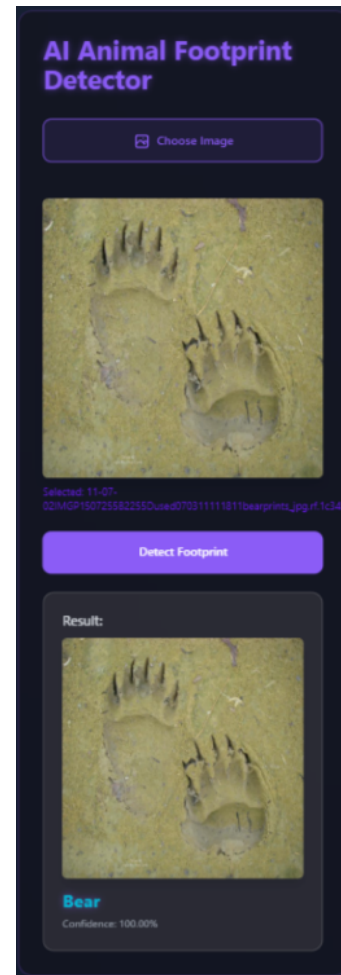 AI Animal Footprint
Detector
Choose Image
Selected: 11-07-
Detect Footprint
Result:
Bear
Confidence: 100.00%